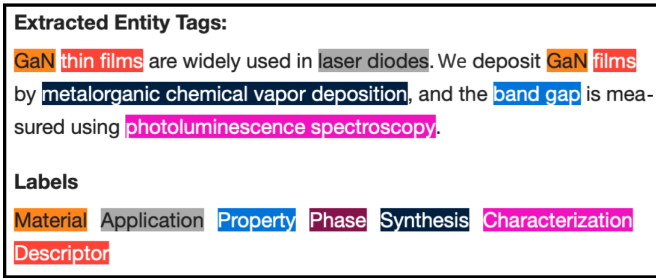 Extracted Entity Tags:
GaN thin films are widely used in laser diodes. We deposit GaN films
by metalorganic chemical vapor deposition, and the band gap is mea-
sured using photoluminescence spectroscopy.
Labels
Material Application Property Phase Synthesis Characterization
Descriptor